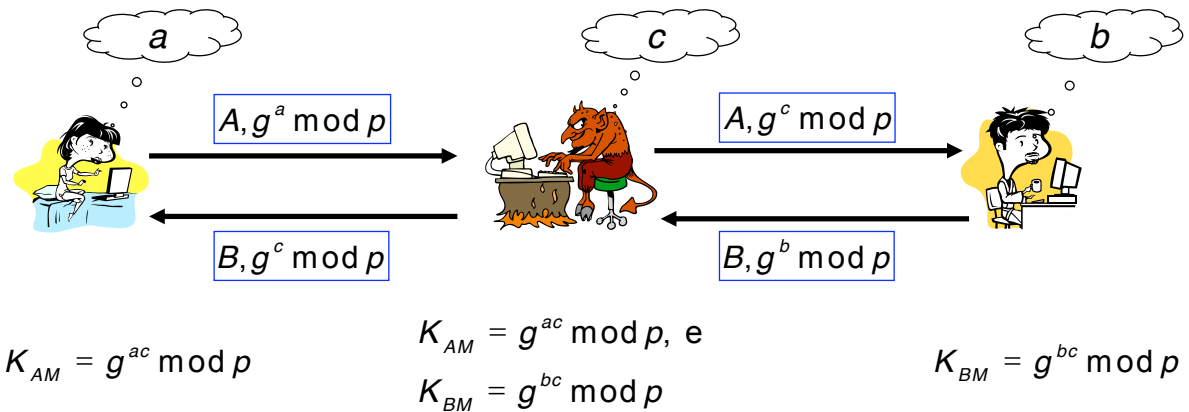 a
c
b
A, g^a mod p
A, g^c mod p
B, g^c mod p
B, g^b mod p
K_AM = g^ac mod p
K_AM = g^ac mod p, e
K_BM = g^bc mod p
K_BM = g^bc mod p